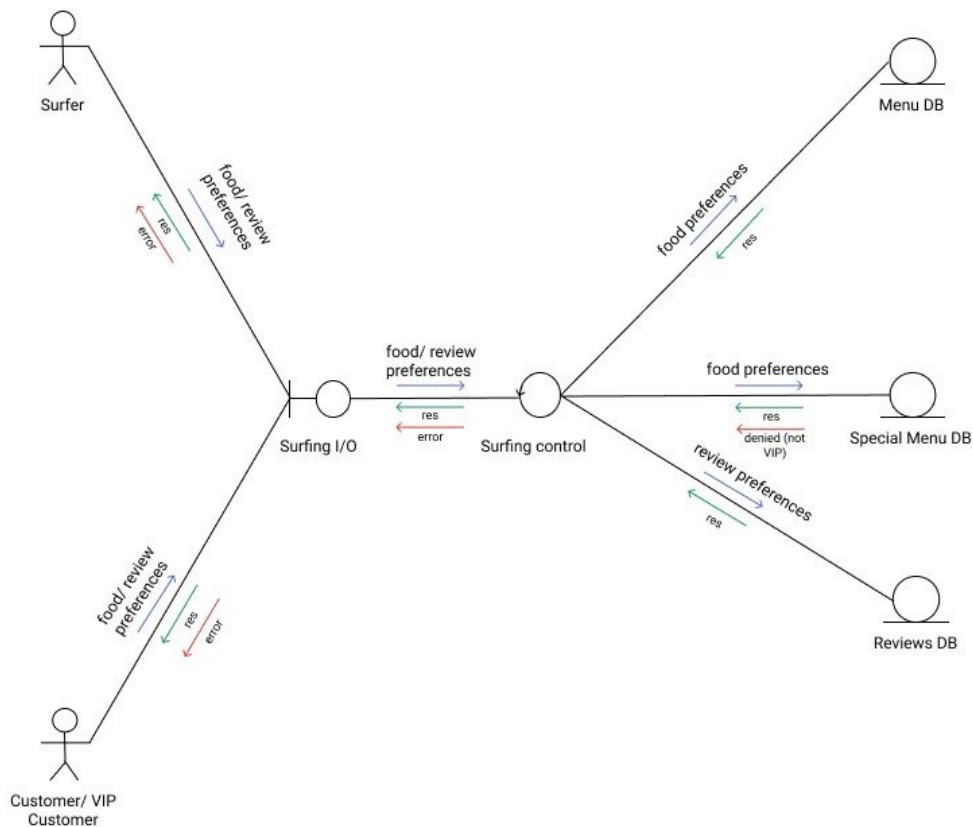 Surfer
Menu DB
food/ review
preferences
res
error
food preferences
res
food/ review
preferences
res
error
Surfing I/O
Surfing control
food preferences
res
denied (not
VIP)
Special Menu DB
review preferences
res
Reviews DB
food/ review
preferences
res
error
Customer/ VIP
Customer